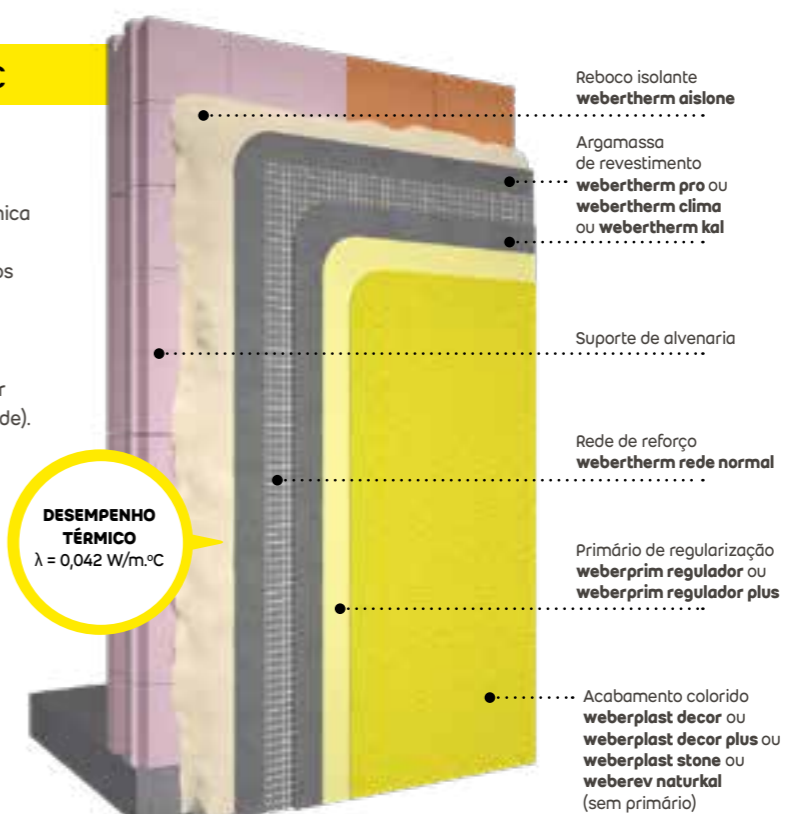 Reboco isolante
webertherm aislone
Argamassa
de revestimento
webertherm pro ou
webertherm clima
ou webertherm kal
Suporte de alvenaria
Rede de reforço
webertherm rede normal
DESEMPENHO
TÉRMICO
λ = 0,042 W/m.ºC
Primário de regularização
weberprim regulador ou
weberprim regulador plus
Acabamento colorido
weberplast decor ou
weberplast decor plus ou
weberplast stone ou
weberev naturkal
(sem primário)